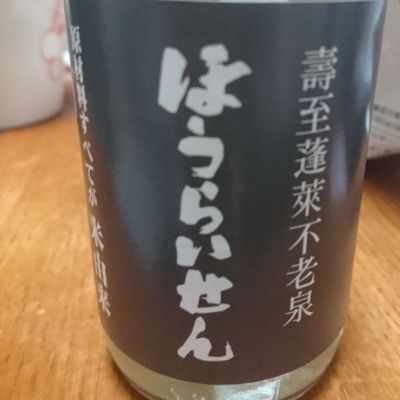 壽至蓬萊不老泉
ほうらいせん
原材料すべてが米由来